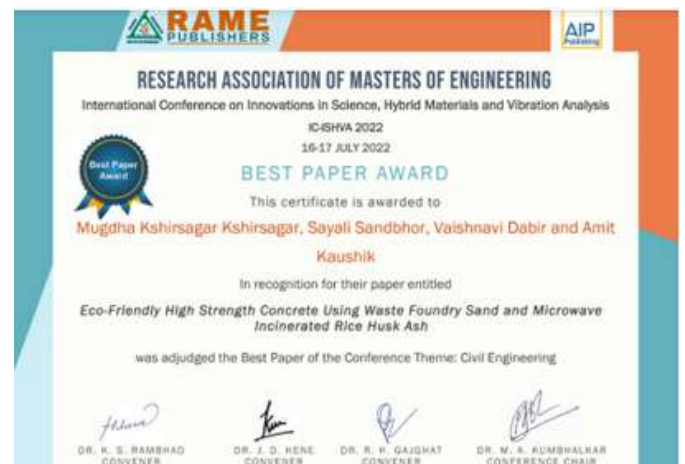 RAME
PUBLISHERS
AIP
Publishing
RESEARCH ASSOCIATION OF MASTERS OF ENGINEERING
International Conference on Innovations in Science, Hybrid Materials and Vibration Analysis
IC-ISHVA 2022
16-17 JULY 2022
Best Paper
Award
BEST PAPER AWARD
This certificate is awarded to
Mugdha Kshirsagar Kshirsagar, Sayali Sandbhor, Vaishnavi Dabir and Amit
Kaushik
In recognition for their paper entitled
Eco-Friendly High Strength Concrete Using Waste Foundry Sand and Microwave
Incinerated Rice Husk Ash
was adjudged the Best Paper of the Conference Theme: Civil Engineering
DR. K. S. RAMBHAD DR. J. D. KENE DR. R. H. GAJGHAT DR. M. A. KUMBHALKAR
CONVENER CONVENER CONVENER CONFERENCE CHAIR